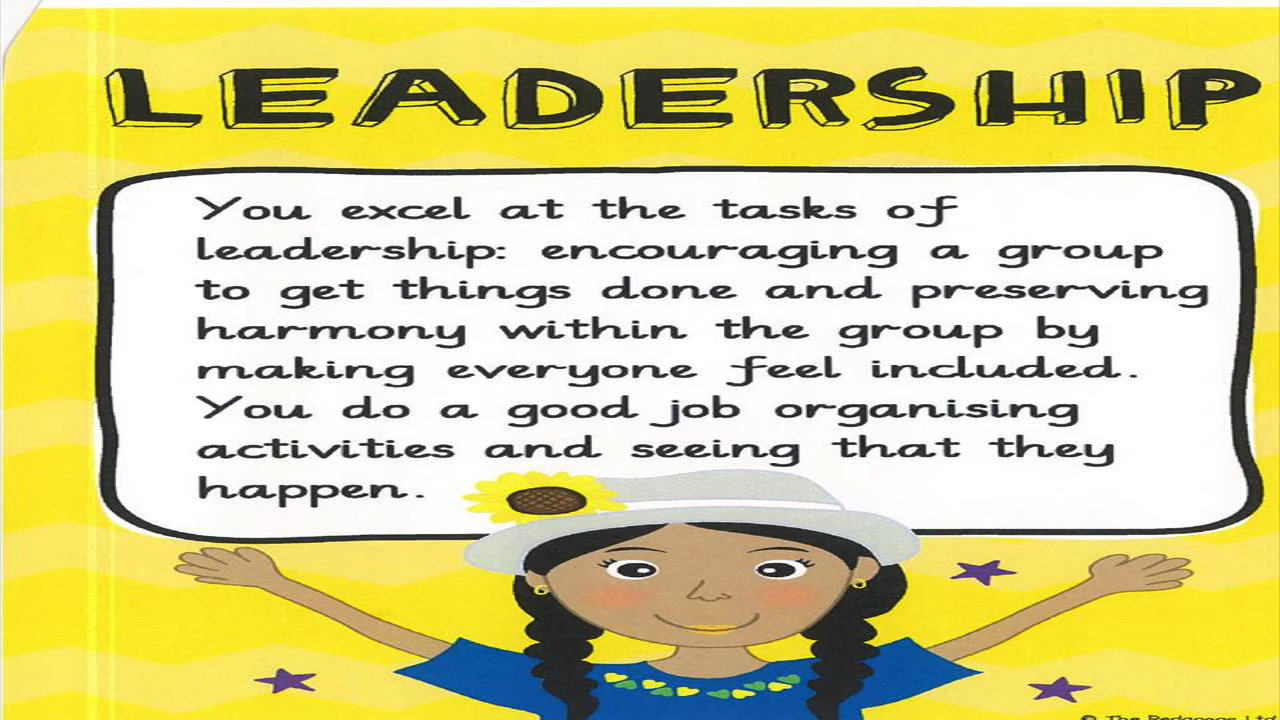 LEADERSHIP
You excel at the tasks of
leadership: encouraging a group
to get things done and preserving
harmony within the group by
making everyone feel included.
You do a good job organising
activities and seeing that they
happen.
© The